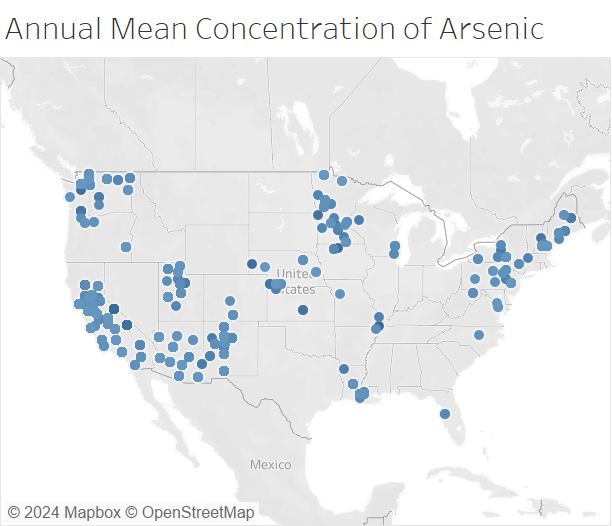 Annual Mean Concentration of Arsenic
United
States
Mexico
© 2024 Mapbox © OpenStreetMap